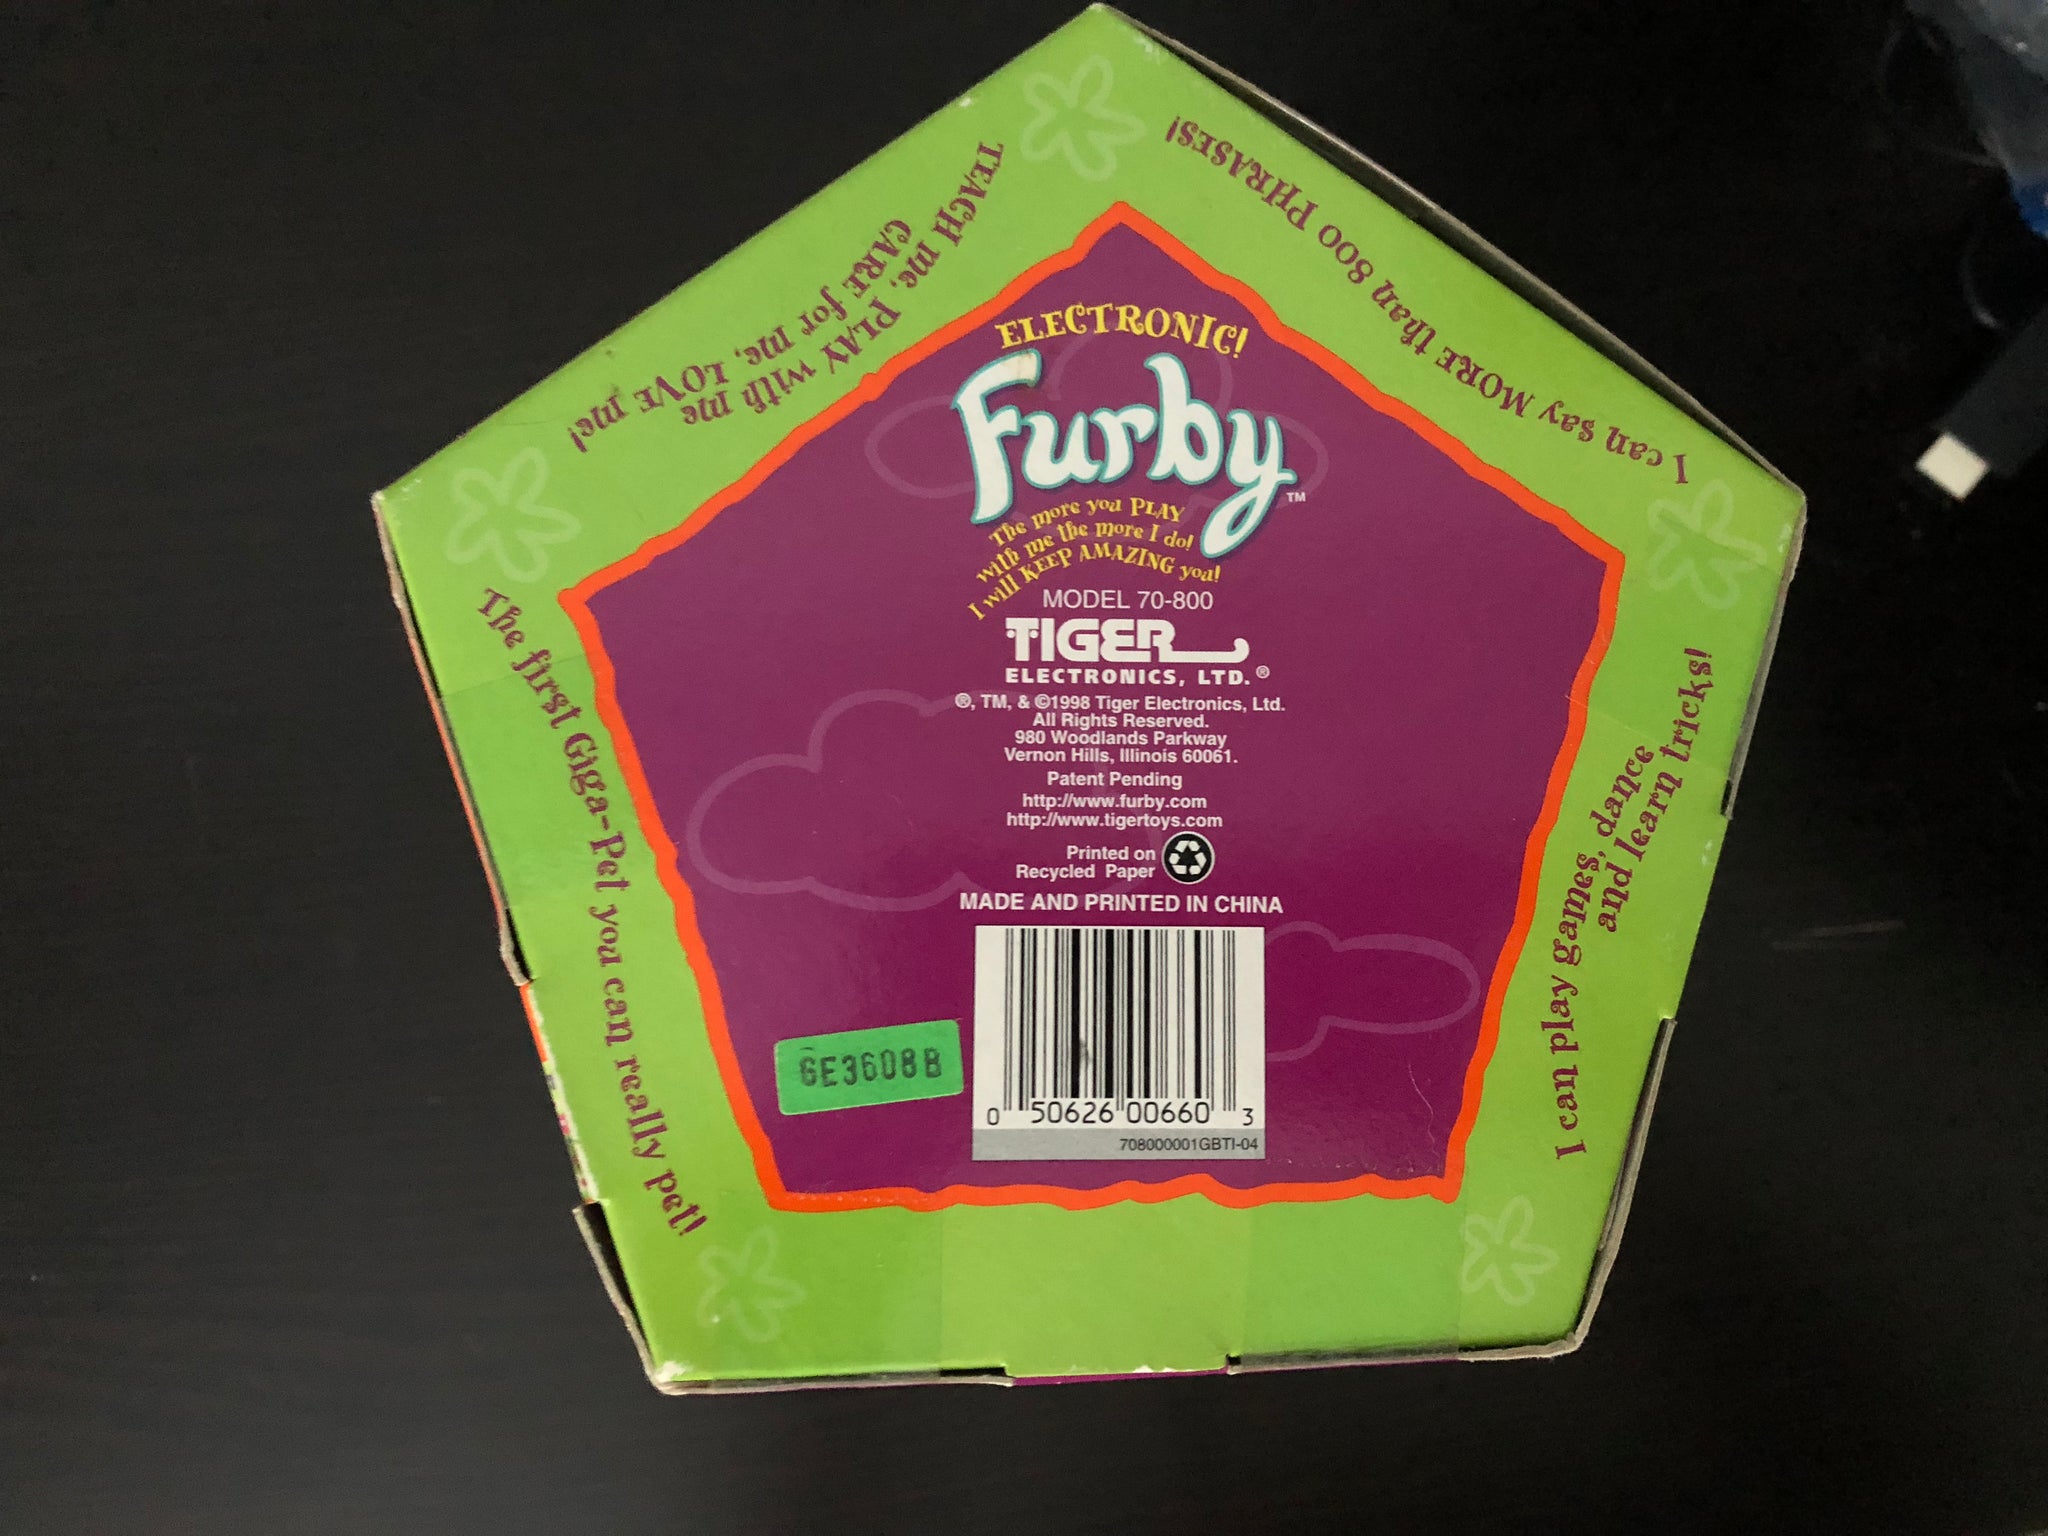 I can say MORE than 800 PHRASES!
TEACH me, PLAY with me
CARE for me, LOVE me!
The first Giga-Pet you can really pet!
I can play games, dance
and learn tricks!
ELECTRONIC!
Furby™
The more you PLAY
with me the more I do!
I will KEEP AMAZING you!
MODEL 70-800
TIGER
ELECTRONICS, LTD.®
®, TM, & ©1998 Tiger Electronics, Ltd.
All Rights Reserved.
980 Woodlands Parkway
Vernon Hills, Illinois 60061.
Patent Pending
http://www.furby.com
http://www.tigertoys.com
Printed on
Recycled Paper
MADE AND PRINTED IN CHINA
GE3608B
0 50626 00660 3
708000001GBTI-04